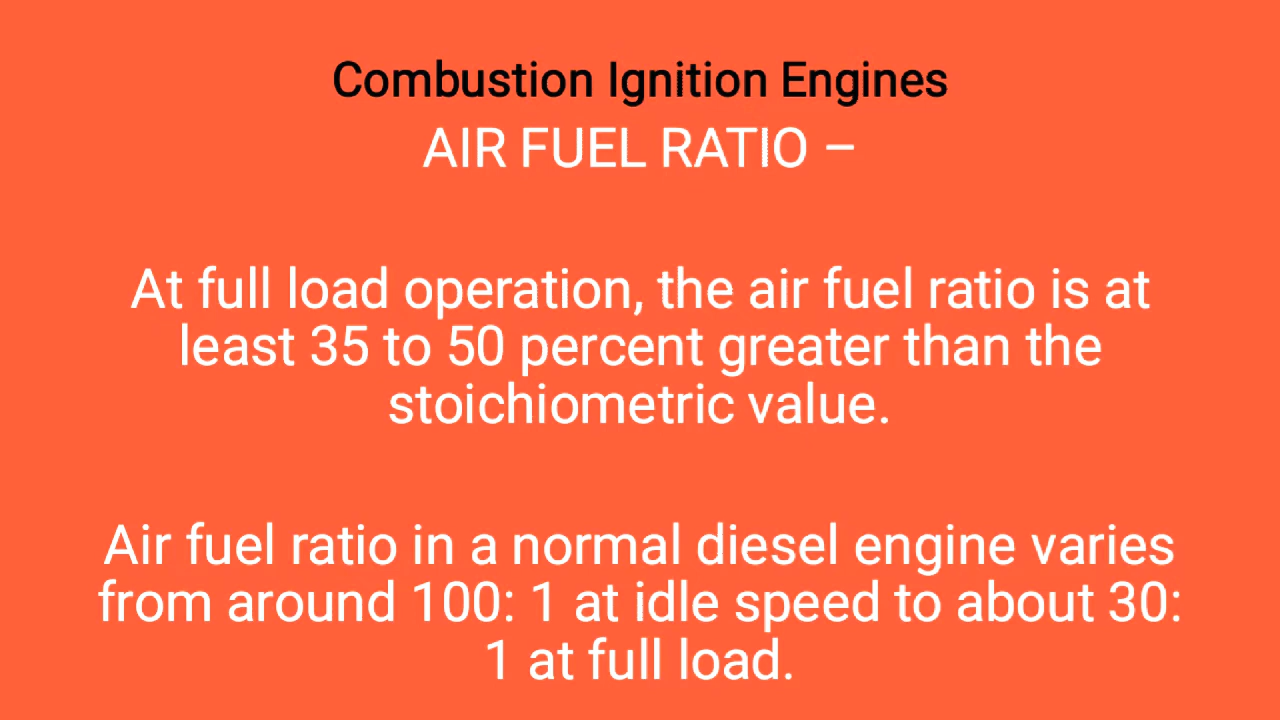 Combustion Ignition Engines
AIR FUEL RATIO –
At full load operation, the air fuel ratio is at
least 35 to 50 percent greater than the
stoichiometric value.
Air fuel ratio in a normal diesel engine varies
from around 100: 1 at idle speed to about 30:
1 at full load.